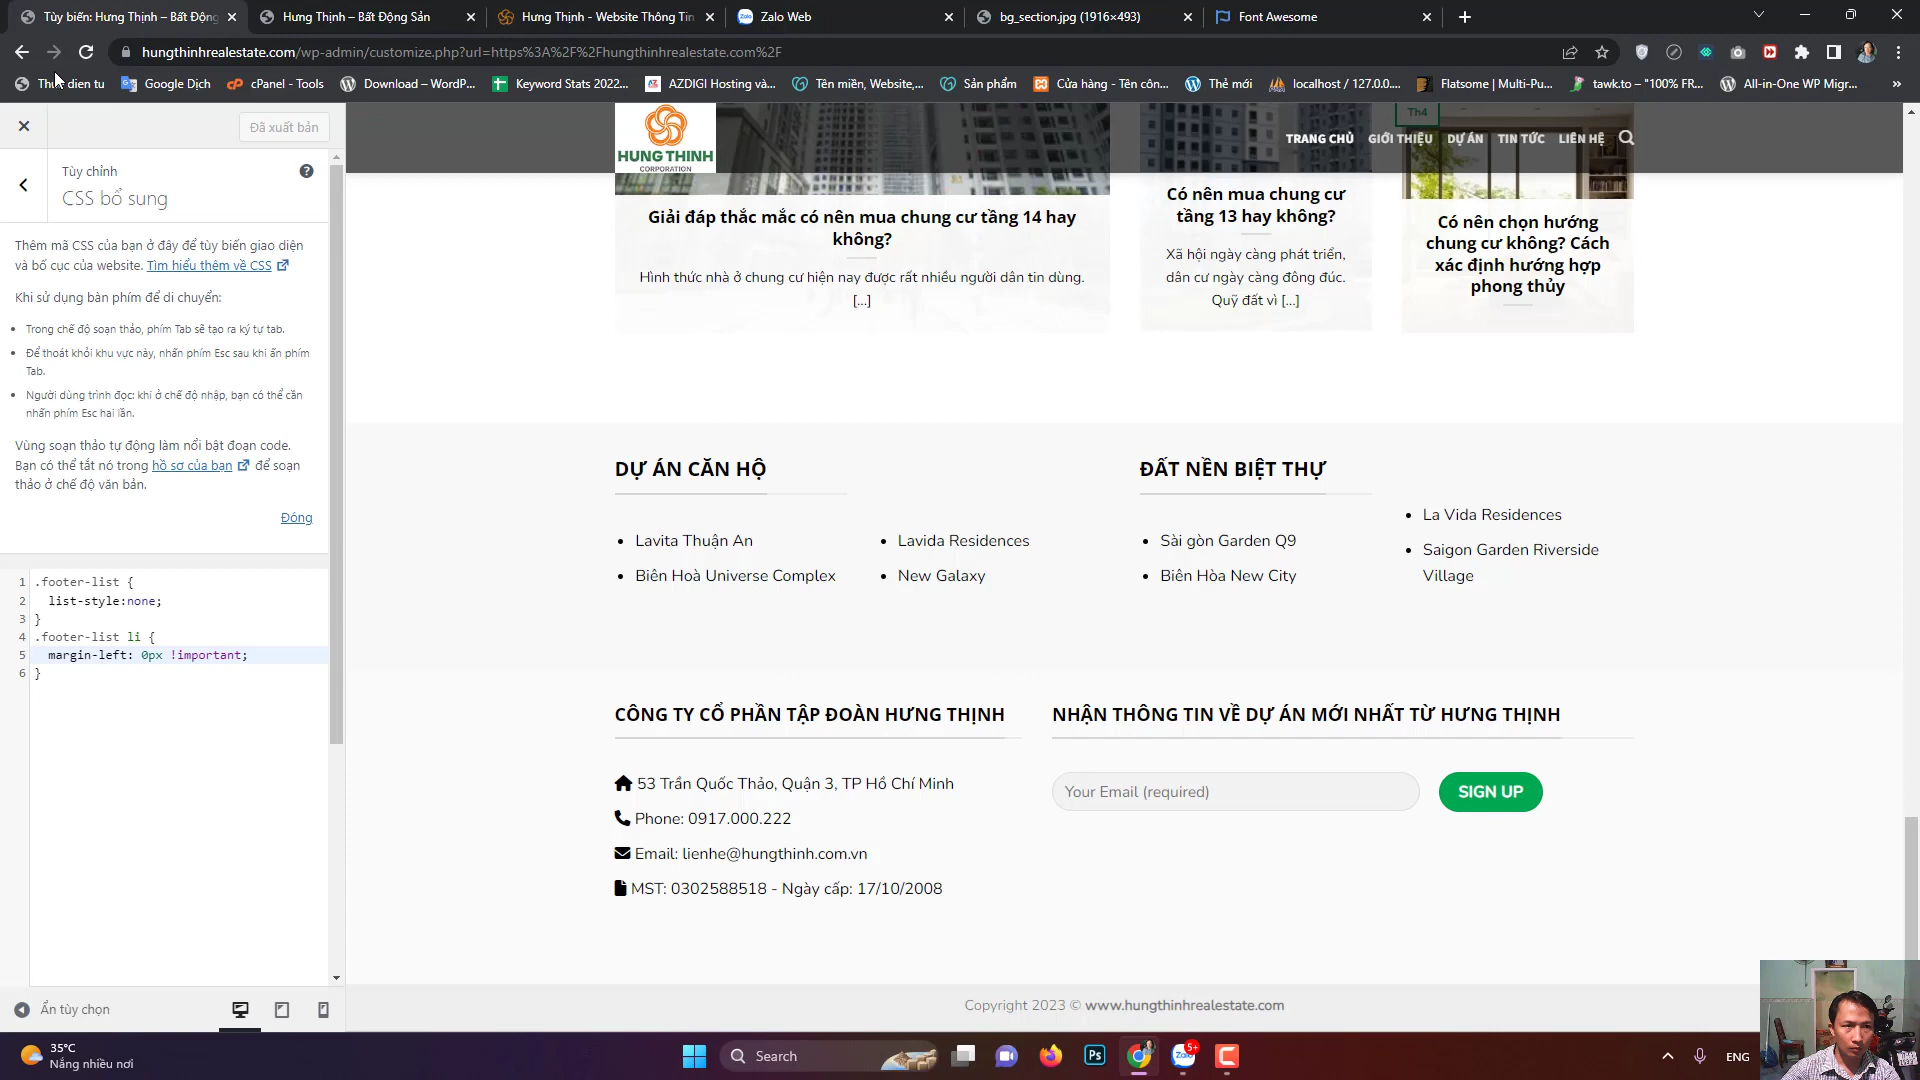 Tùy biến: Hưng Thịnh – Bất Động
Hưng Thịnh – Bất Động Sản
Hưng Thịnh - Website Thông Tin
Zalo Web
bg_section.jpg (1916×493)
Font Awesome
hungthinhrealestate.com/wp-admin/customize.php?url=https%3A%2F%2Fhungthinhrealestate.com%2F
Thue dien tu
Google Dịch
cPanel - Tools
Download – WordP...
Keyword Stats 2022...
AZDIGI Hosting và...
Tên miền, Website,...
Sản phẩm
Cửa hàng - Tên côn...
Thẻ mới
localhost / 127.0.0....
Flatsome | Multi-Pu...
tawk.to – "100% FR...
All-in-One WP Migr...
»
Đã xuất bản
Tùy chỉnh
CSS bổ sung
Thêm mã CSS của bạn ở đây để tùy biến giao diện
và bố cục của website. Tìm hiểu thêm về CSS
Khi sử dụng bàn phím để di chuyển:
Trong chế độ soạn thảo, phím Tab sẽ tạo ra ký tự tab.
Để thoát khỏi khu vực này, nhấn phím Esc sau khi ấn phím
Tab.
Người dùng trình đọc: khi ở chế độ nhập, bạn có thể cần
nhấn phím Esc hai lần.
Vùng soạn thảo tự động làm nổi bật đoạn code.
Bạn có thể tắt nó trong hồ sơ của bạn để soạn
thảo ở chế độ văn bản.
Đóng
1 .footer-list {
2 list-style:none;
3 }
4 .footer-list li {
5 margin-left: 0px !important;
6 }
Ẩn tùy chọn
HUNG THINH
CORPORATION
TRANG CHỦ
GIỚI THIỆU
DỰ ÁN
TIN TỨC
LIÊN HỆ
Th4
Giải đáp thắc mắc có nên mua chung cư tầng 14 hay
không?
Hình thức nhà ở chung cư hiện nay được rất nhiều người dân tin dùng.
[...]
Có nên mua chung cư
tầng 13 hay không?
Xã hội ngày càng phát triển,
dân cư ngày càng đông đúc.
Quỹ đất vì [...]
Có nên chọn hướng
chung cư không? Cách
xác định hướng hợp
phong thủy
DỰ ÁN CĂN HỘ
Lavita Thuận An
Biên Hoà Universe Complex
Lavida Residences
New Galaxy
ĐẤT NỀN BIỆT THỰ
Sài gòn Garden Q9
Biên Hòa New City
La Vida Residences
Saigon Garden Riverside
Village
CÔNG TY CỔ PHẦN TẬP ĐOÀN HƯNG THỊNH
53 Trần Quốc Thảo, Quận 3, TP Hồ Chí Minh
Phone: 0917.000.222
Email: lienhe@hungthinh.com.vn
MST: 0302588518 - Ngày cấp: 17/10/2008
NHẬN THÔNG TIN VỀ DỰ ÁN MỚI NHẤT TỪ HƯNG THỊNH
Your Email (required)
SIGN UP
Copyright 2023 © www.hungthinhrealestate.com
35°C
Nắng nhiều nơi
Search
Ps
Zalo
5+
ENG